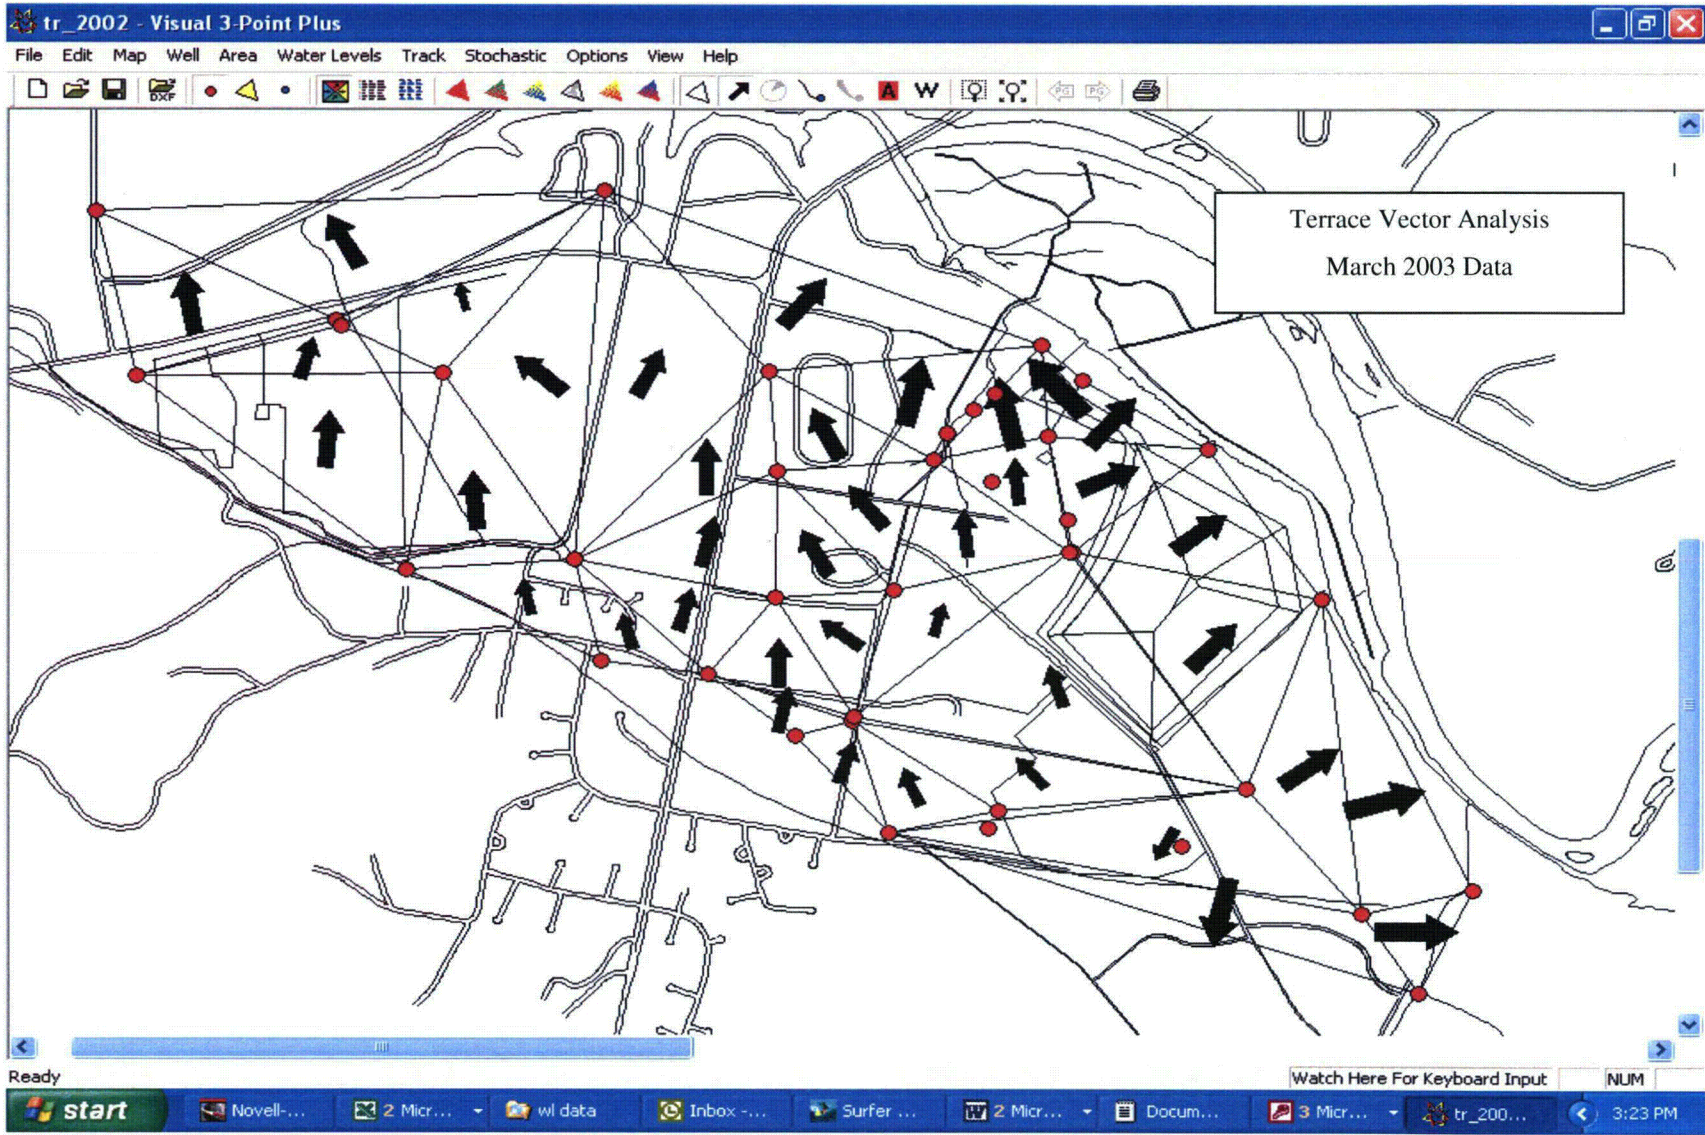 tr_2002 - Visual 3-Point Plus
File Edit Map Well Area Water Levels Track Stochastic Options View Help
DXF A W PG PG
Terrace Vector Analysis
March 2003 Data
Ready
Watch Here For Keyboard Input NUM
start Novell-... 2 Micr... wl data Inbox -... Surfer ... 2 Micr... Docum... 3 Micr... tr_200... 3:23 PM